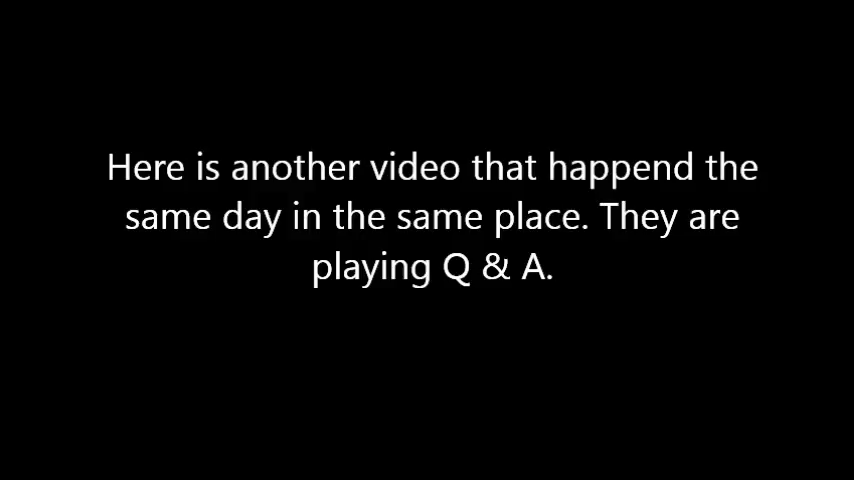 Here is another video that happend the
same day in the same place. They are
playing Q & A.